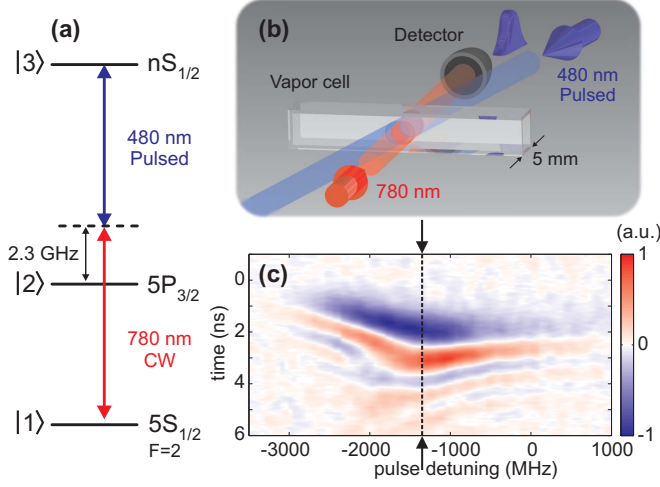 (a)
|3⟩
nS1/2
480 nm
Pulsed
2.3 GHz
|2⟩
5P3/2
780 nm
CW
|1⟩
5S1/2
F=2
(b)
Detector
480 nm
Pulsed
Vapor cell
5 mm
780 nm
(a.u.)
(c)
0
2
4
6
time (ns)
-3000
-2000
-1000
0
1000
pulse detuning (MHz)
1
0
-1